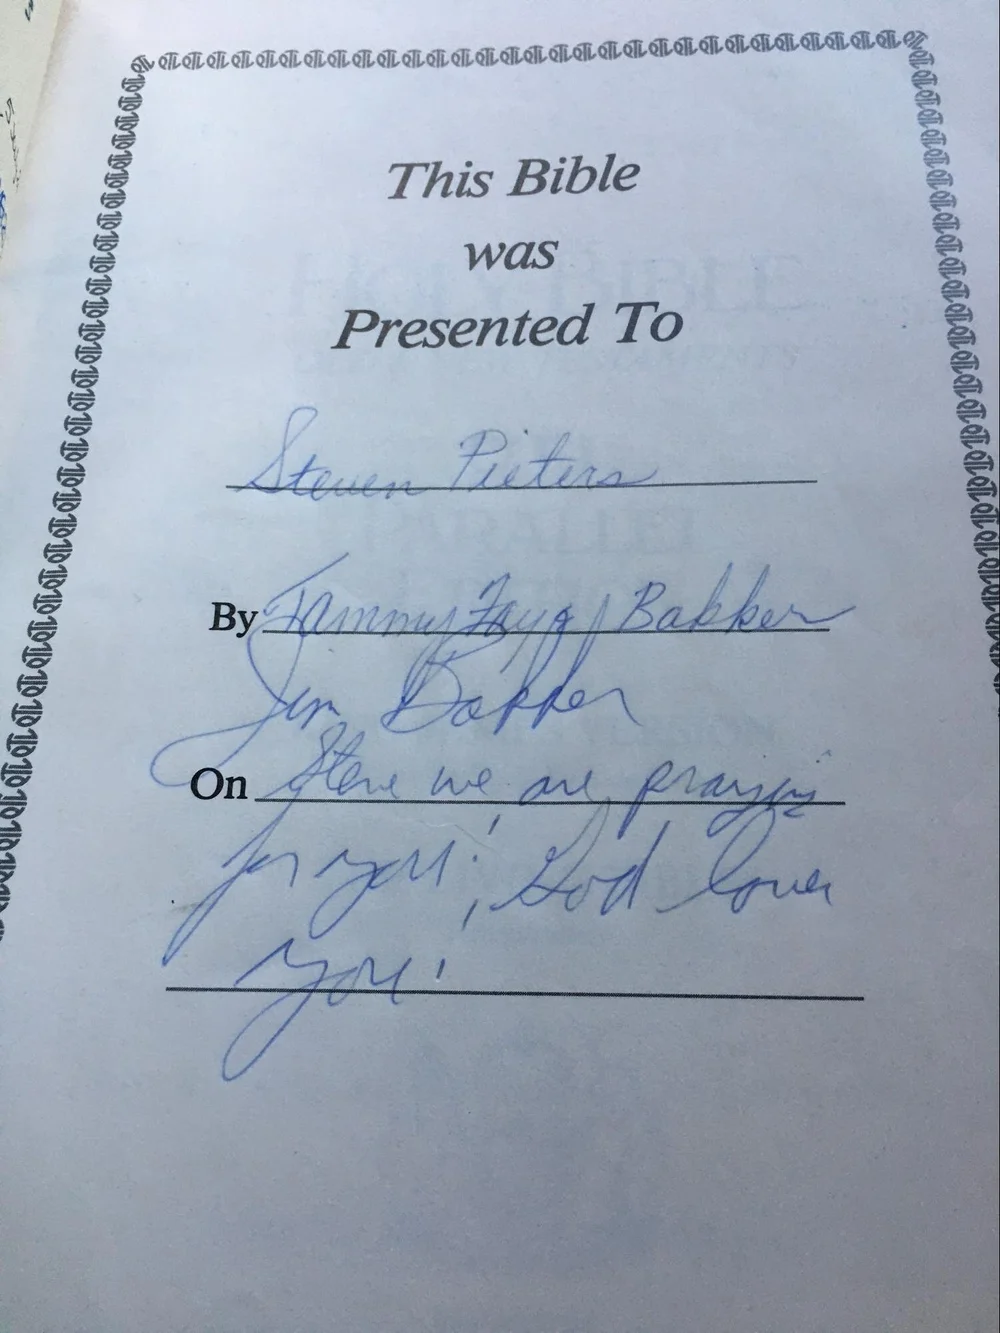 This Bible
was
Presented To
Steven Pieters
By Tammy Faye Bakker
Jim Bakker
On Steve we are praying
for you! God loves
you!